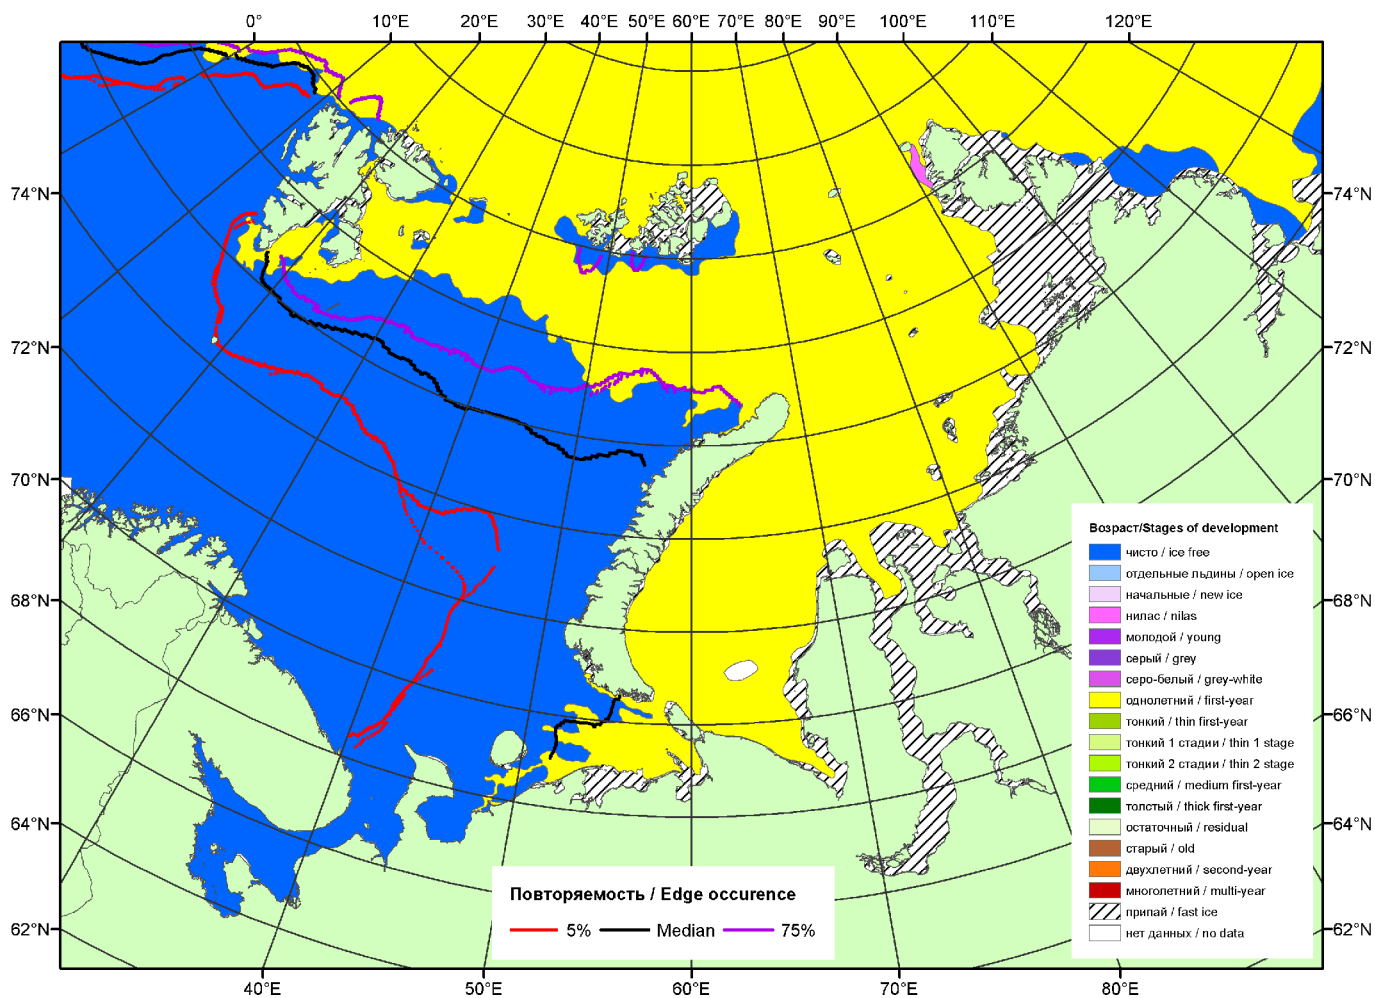 0° 10°E 20°E 30°E 40°E 50°E 60°E 70°E 80°E 90°E 100°E 110°E 120°E
74°N 74°N
72°N 72°N
70°N 70°N
68°N 68°N
66°N 66°N
64°N 64°N
62°N 62°N
Возраст/Stages of development
чисто / ice free
отдельные льдины / open ice
начальные / new ice
нилас / nilas
молодой / young
серый / grey
серо-белый / grey-white
однолетний / first-year
тонкий / thin first-year
тонкий 1 стадии / thin 1 stage
тонкий 2 стадии / thin 2 stage
средний / medium first-year
толстый / thick first-year
остаточный / residual
старый / old
двухлетний / second-year
многолетний / multi-year
припай / fast ice
нет данных / no data
Повторяемость / Edge occurence
5% Median 75%
40°E 50°E 60°E 70°E 80°E